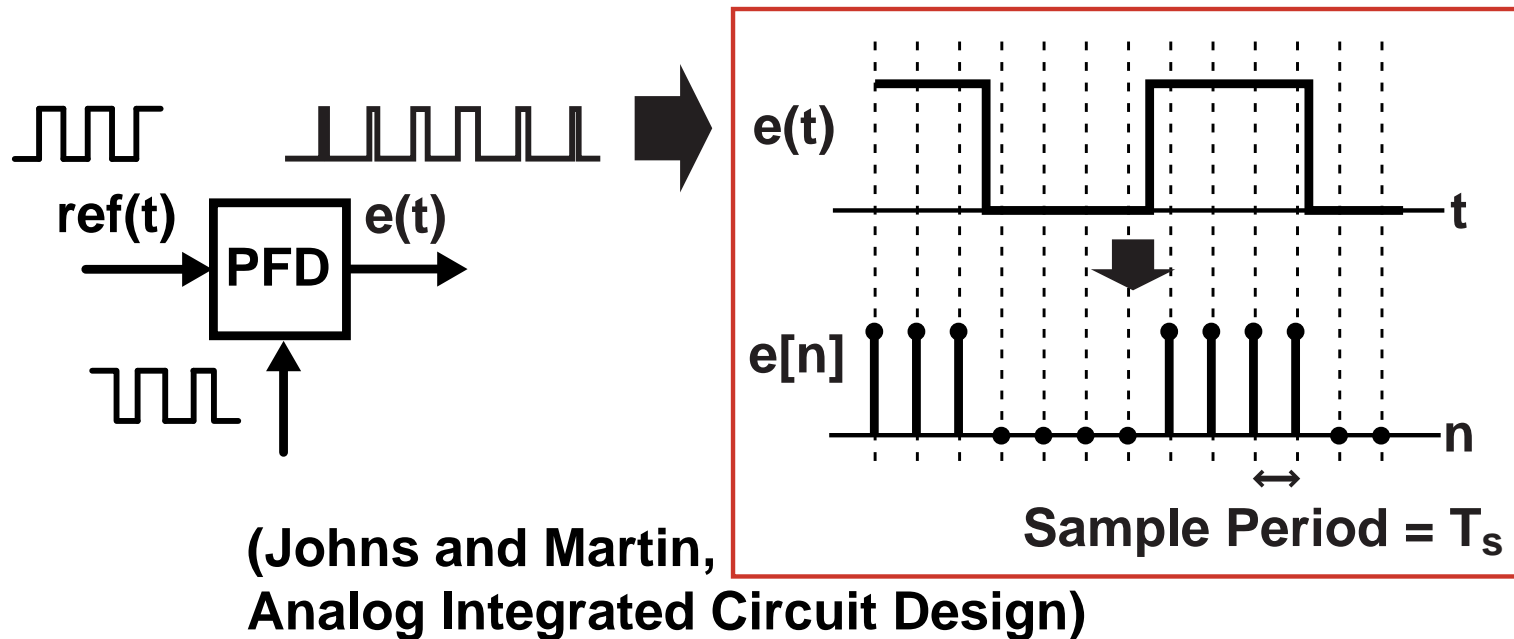 ref(t)
e(t)
PFD
e(t)
t
e[n]
n
Sample Period = Ts
(Johns and Martin,
Analog Integrated Circuit Design)